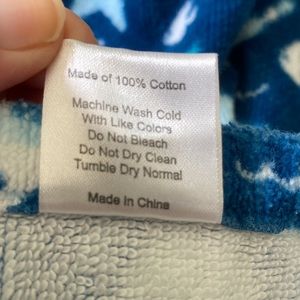 Made of 100% Cotton
Machine Wash Cold
With Like Colors
Do Not Bleach
Do Not Dry Clean
Tumble Dry Normal
Made in China